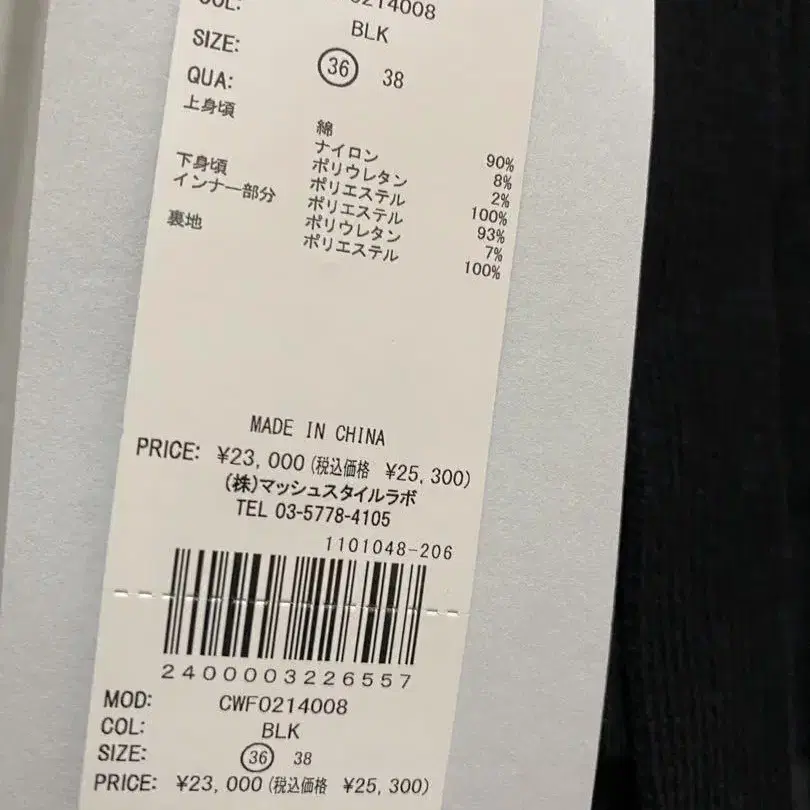 COL: 0214008
BLK
SIZE: 36 38
QUA:
上身頃 綿 90%
ナイロン 8%
ポリウレタン 2%
下身頃 ポリエステル 100%
インナー部分 ポリエステル 93%
ポリウレタン 7%
裏地 ポリエステル 100%
MADE IN CHINA
PRICE: ¥23,000(税込価格 ¥25,300)
(株)マッシュスタイルラボ
TEL 03-5778-4105
1101048-206
2400003226557
MOD: CWF0214008
COL: BLK
SIZE: 36 38
PRICE: ¥23,000(税込価格 ¥25,300)